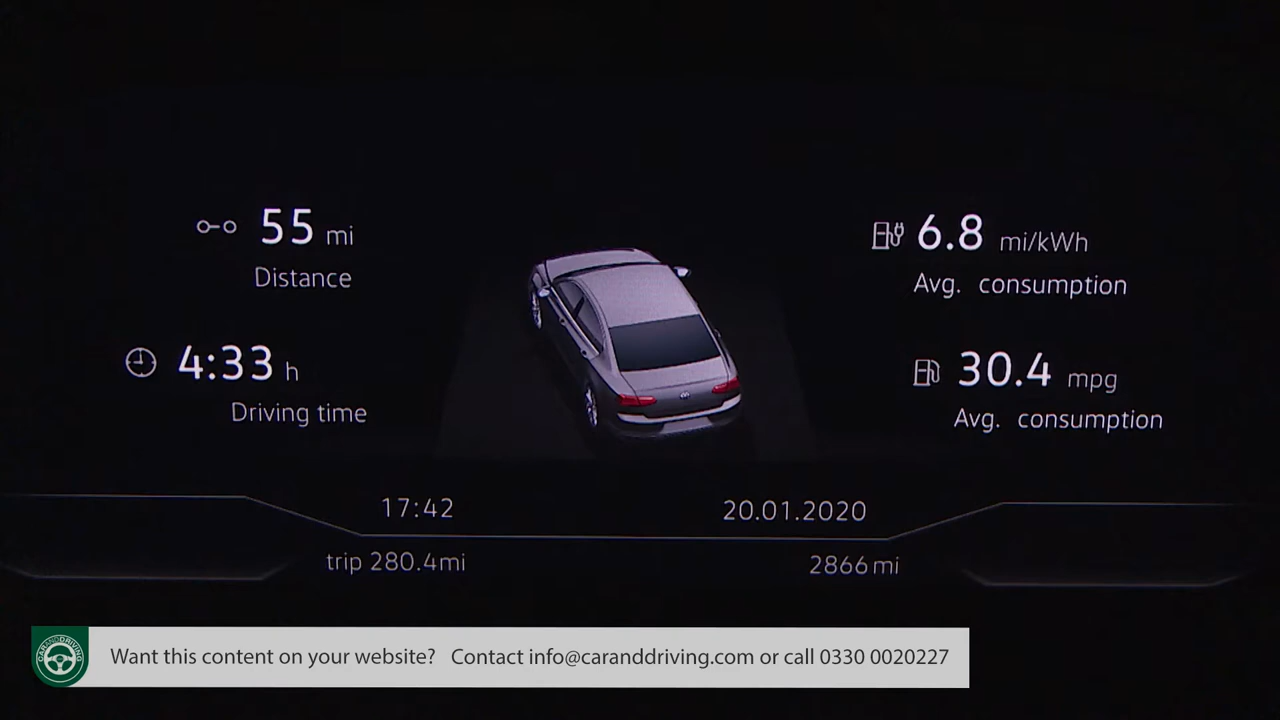 55 mi
Distance
4:33 h
Driving time
6.8 mi/kWh
Avg. consumption
30.4 mpg
Avg. consumption
17:42
20.01.2020
trip 280.4mi
2866mi
CARANDDRIVING
Want this content on your website? Contact info@caranddriving.com or call 0330 0020227